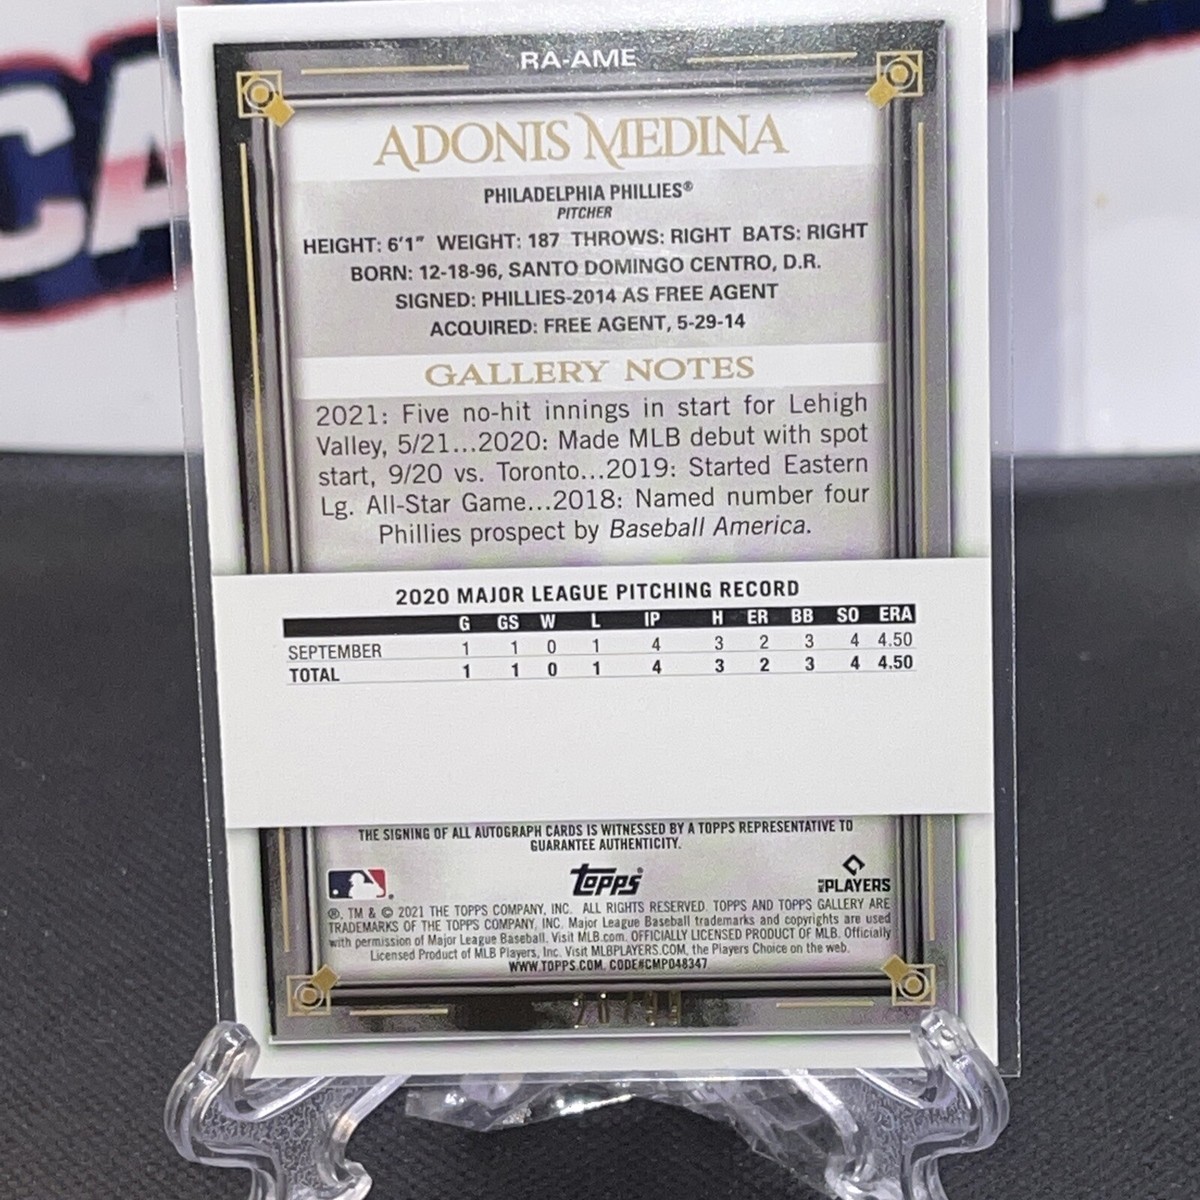 CA
RA-AME
ADONIS MEDINA
PHILADELPHIA PHILLIES®
PITCHER
HEIGHT: 6'1" WEIGHT: 187 THROWS: RIGHT BATS: RIGHT
BORN: 12-18-96, SANTO DOMINGO CENTRO, D.R.
SIGNED: PHILLIES-2014 AS FREE AGENT
ACQUIRED: FREE AGENT, 5-29-14
GALLERY NOTES
2021: Five no-hit innings in start for Lehigh
Valley, 5/21...2020: Made MLB debut with spot
start, 9/20 vs. Toronto...2019: Started Eastern
Lg. All-Star Game...2018: Named number four
Phillies prospect by Baseball America.
2020 MAJOR LEAGUE PITCHING RECORD
G GS W L IP H ER BB SO ERA
SEPTEMBER 1 1 0 1 4 3 2 3 4 4.50
TOTAL 1 1 0 1 4 3 2 3 4 4.50
THE SIGNING OF ALL AUTOGRAPH CARDS IS WITNESSED BY A TOPPS REPRESENTATIVE TO
GUARANTEE AUTHENTICITY.
topps
MLB PLAYERS
®, TM & © 2021 THE TOPPS COMPANY, INC. ALL RIGHTS RESERVED. TOPPS AND TOPPS GALLERY ARE
TRADEMARKS OF THE TOPPS COMPANY, INC. Major League Baseball trademarks and copyrights are used
with permission of Major League Baseball. Visit MLB.com. OFFICIALLY LICENSED PRODUCT OF MLB. Officially
Licensed Product of MLB Players, Inc. Visit MLBPLAYERS.COM, the Players Choice on the web.
WWW.TOPPS.COM. CODE#CMP048347